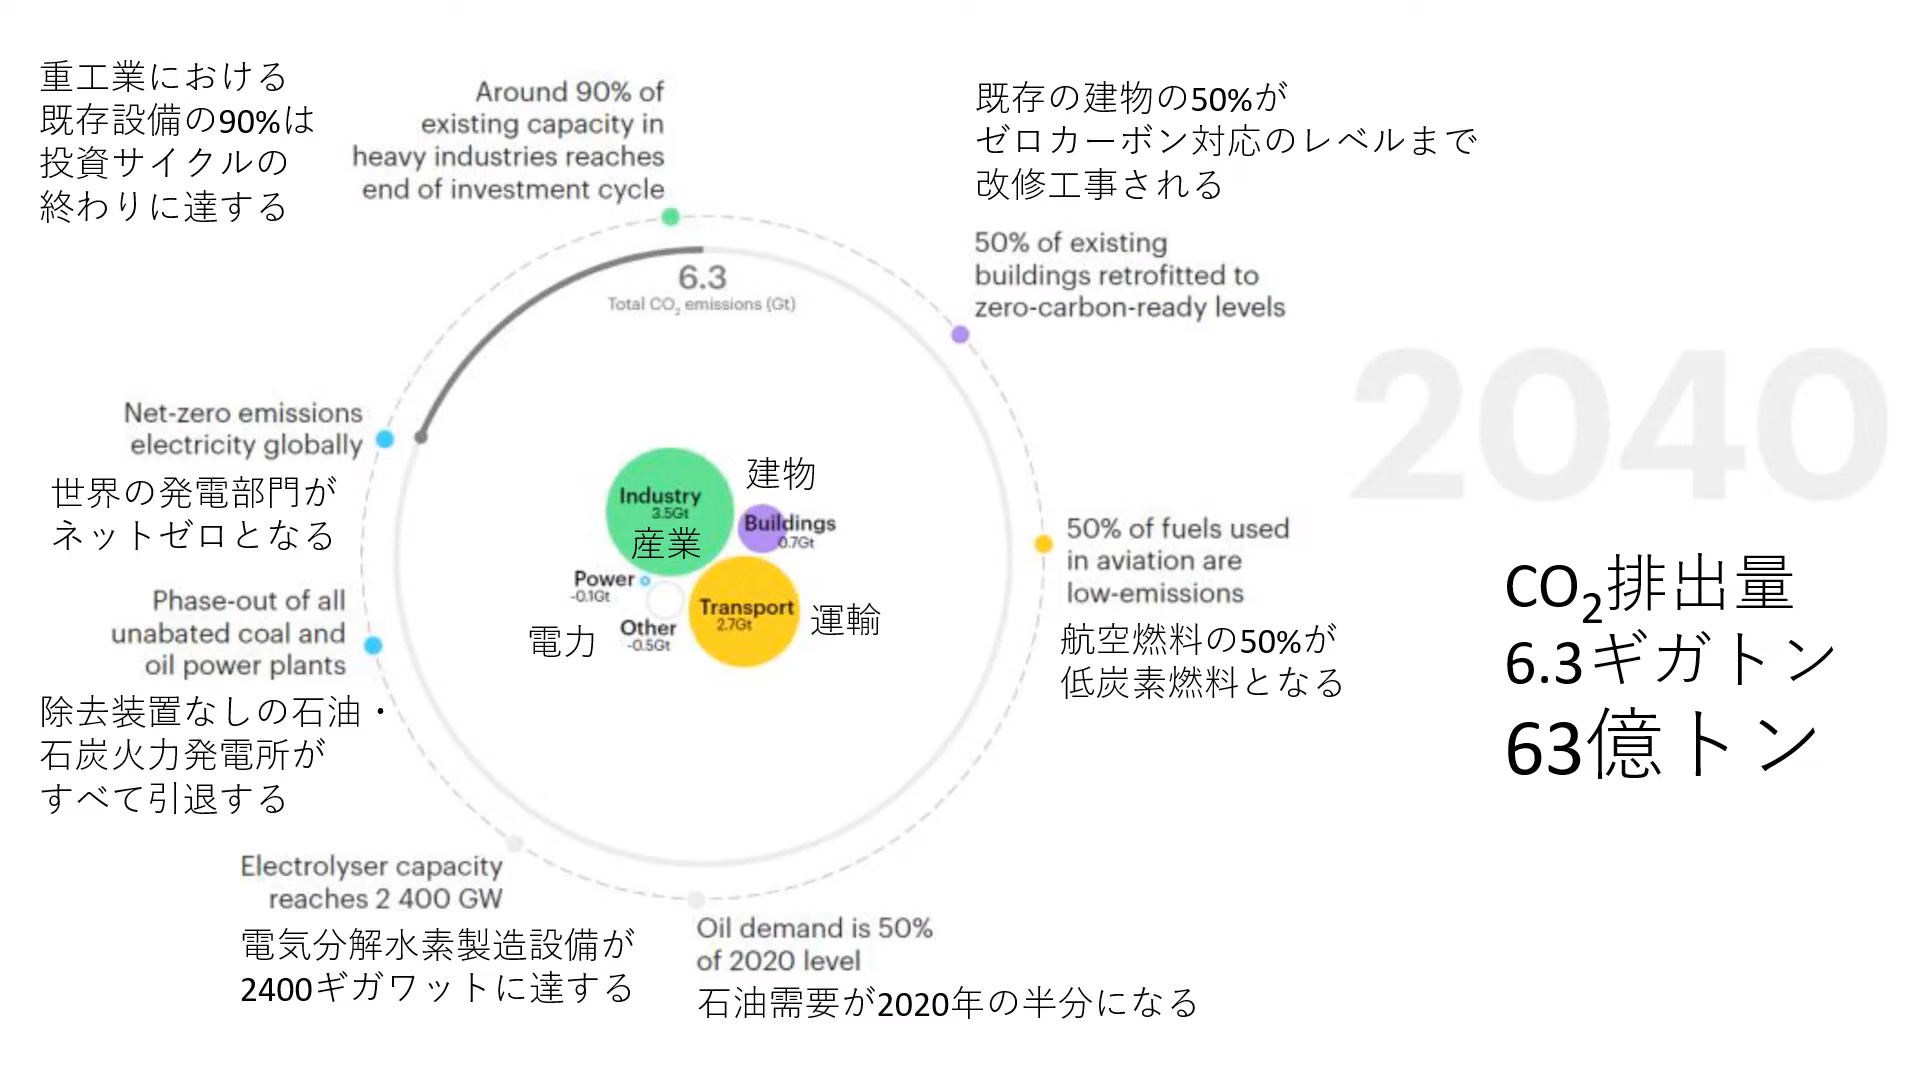 重工業における
既存設備の90%は
投資サイクルの
終わりに達する
Around 90% of
existing capacity in
heavy industries reaches
end of investment cycle
既存の建物の50%が
ゼロカーボン対応のレベルまで
改修工事される
50% of existing
buildings retrofitted to
zero-carbon-ready levels
6.3
Total CO₂ emissions (Gt)
2040
Net-zero emissions
electricity globally
世界の発電部門が
ネットゼロとなる
Industry
3.5Gt
産業
建物
Buildings
0.7Gt
Power
-0.1Gt
電力
Other
-0.5Gt
Transport
2.7Gt
運輸
50% of fuels used
in aviation are
low-emissions
航空燃料の50%が
低炭素燃料となる
CO₂排出量
6.3ギガトン
63億トン
Phase-out of all
unabated coal and
oil power plants
除去装置なしの石油・
石炭火力発電所が
すべて引退する
Electrolyser capacity
reaches 2 400 GW
電気分解水素製造設備が
2400ギガワットに達する
Oil demand is 50%
of 2020 level
石油需要が2020年の半分になる